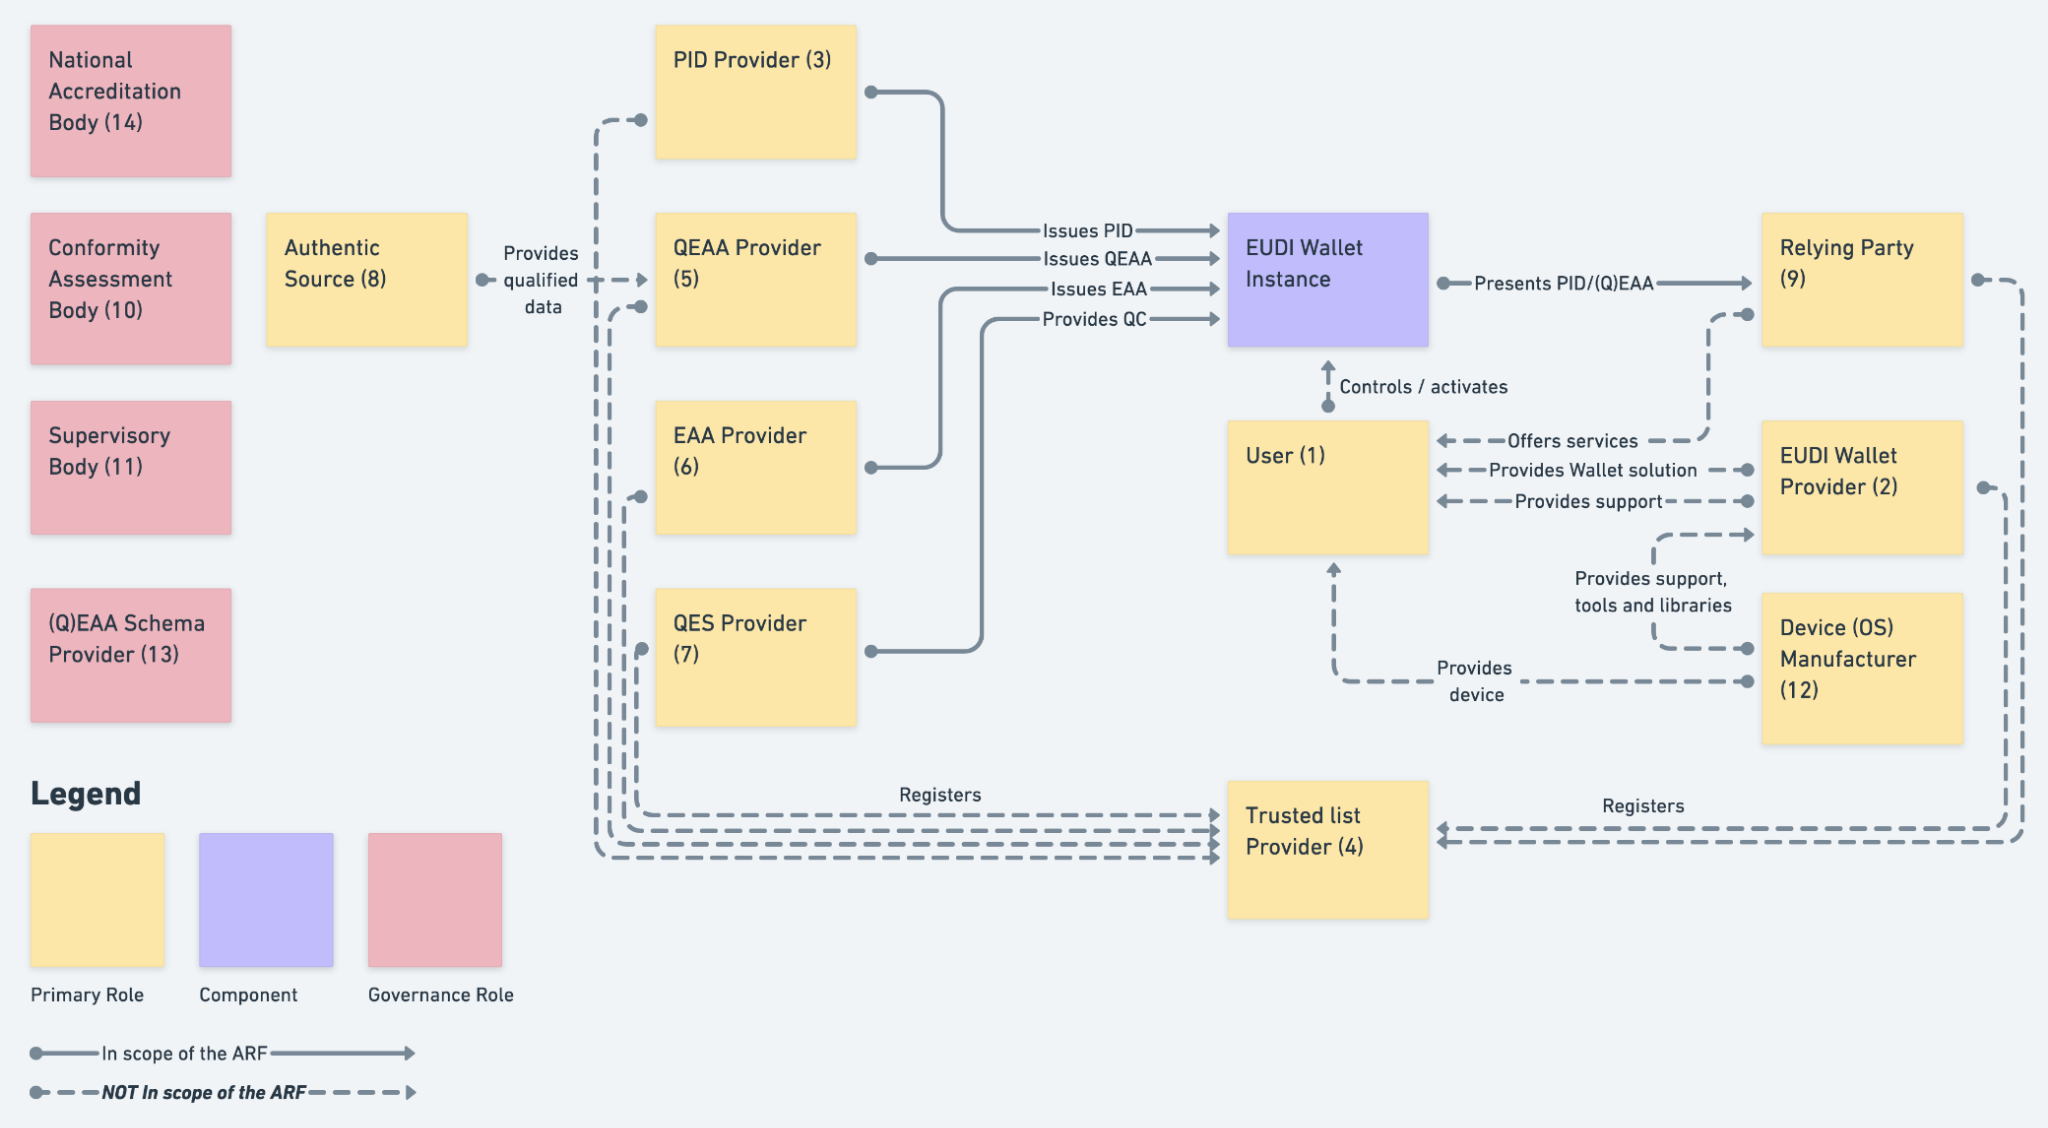 National
Accreditation
Body (14)
PID Provider (3)
Conformity
Assessment
Body (10)
Authentic
Source (8)
Provides
qualified
data
QEAA Provider
(5)
Issues PID
Issues QEAA
Issues EAA
Provides QC
EUDI Wallet
Instance
Presents PID/(Q)EAA
Relying Party
(9)
Controls / activates
Supervisory
Body (11)
EAA Provider
(6)
User (1)
Offers services
Provides Wallet solution
Provides support
EUDI Wallet
Provider (2)
Provides support,
tools and libraries
(Q)EAA Schema
Provider (13)
QES Provider
(7)
Provides
device
Device (OS)
Manufacturer
(12)
Registers
Trusted list
Provider (4)
Registers
Legend
Primary Role
Component
Governance Role
In scope of the ARF
NOT In scope of the ARF